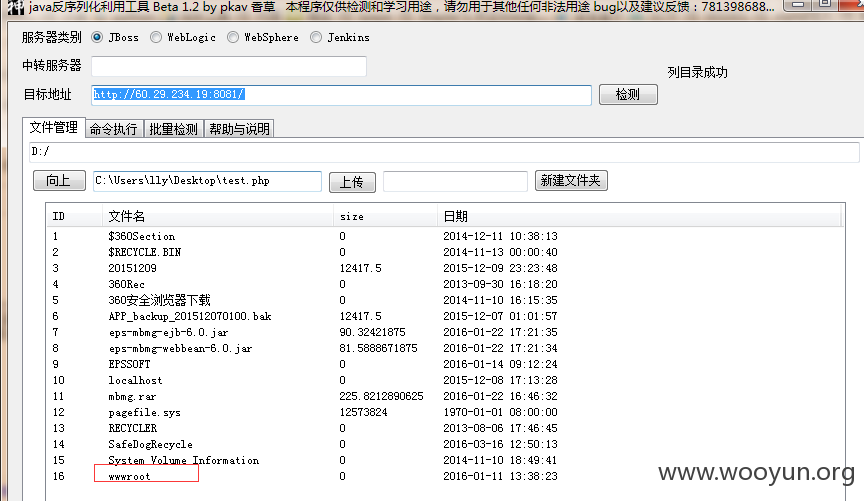 java反序列化利用工具 Beta 1.2 by pkav 香草 本程序仅供检测和学习用途，请勿用于其他任何非法用途 bug以及建议反馈：781398688...
服务器类别 JBoss WebLogic WebSphere Jenkins
中转服务器
列目录成功
目标地址 http://60.29.234.19:8081/ 检测
文件管理 命令执行 批量检测 帮助与说明
D:/
向上 C:\Users\lly\Desktop\test.php 上传 新建文件夹
ID 文件名 size 日期
1 $360Section 0 2014-12-11 10:38:13
2 $RECYCLE.BIN 0 2014-11-13 00:00:40
3 20151209 12417.5 2015-12-09 23:23:48
4 360Rec 0 2013-09-30 16:18:20
5 360安全浏览器下载 0 2014-11-10 16:15:35
6 APP_backup_201512070100.bak 12417.5 2015-12-07 01:01:57
7 eps-mbmg-ejb-6.0.jar 90.32421875 2016-01-22 17:21:35
8 eps-mbmg-webbean-6.0.jar 81.5888671875 2016-01-22 17:21:34
9 EPSSOFT 0 2016-01-14 09:12:24
10 localhost 0 2015-12-08 17:13:28
11 mbmg.rar 225.8212890625 2016-01-22 16:46:32
12 pagefile.sys 12573824 1970-01-01 08:00:00
13 RECYCLER 0 2013-08-06 17:46:45
14 SafeDogRecycle 0 2016-03-16 12:50:13
15 System Volume Information 0 2014-11-10 18:49:41
16 wwwroot 0 2016-01-11 13:38:23
www.wooyun.org